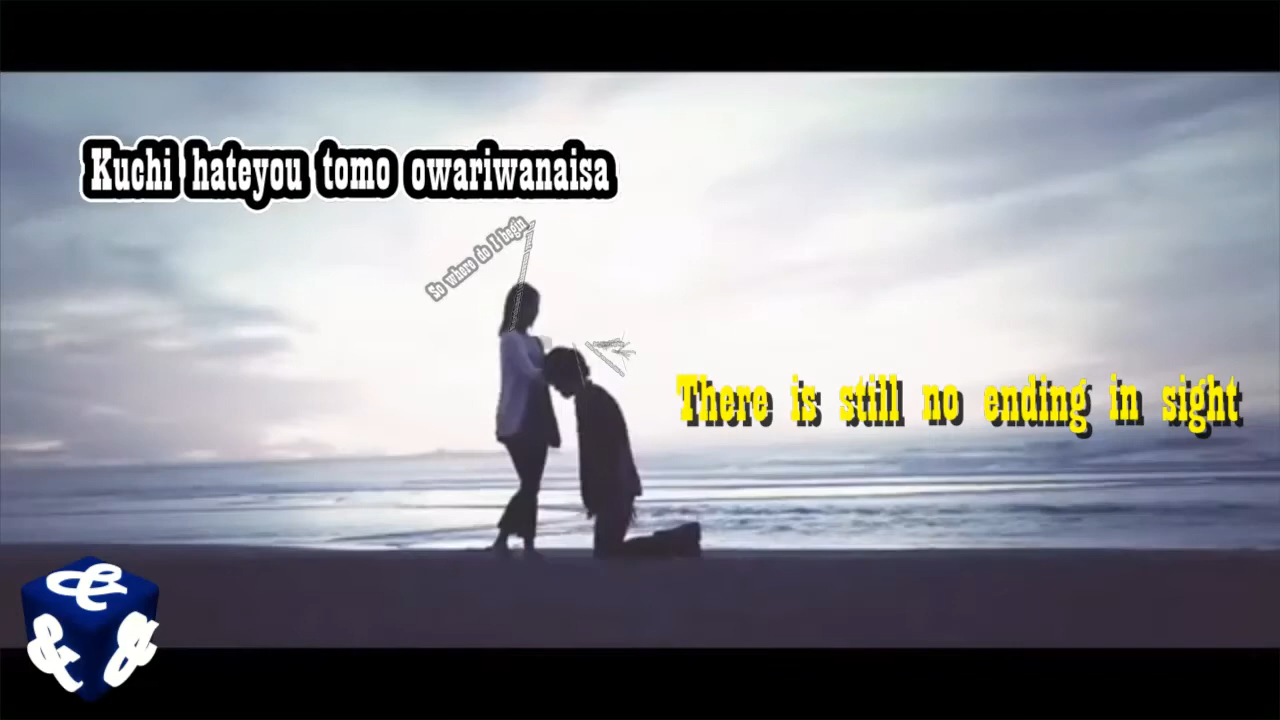 Kuchi hateyou tomo owariwanaisa
So where do I begin
There is still no ending in sight
&
&
&